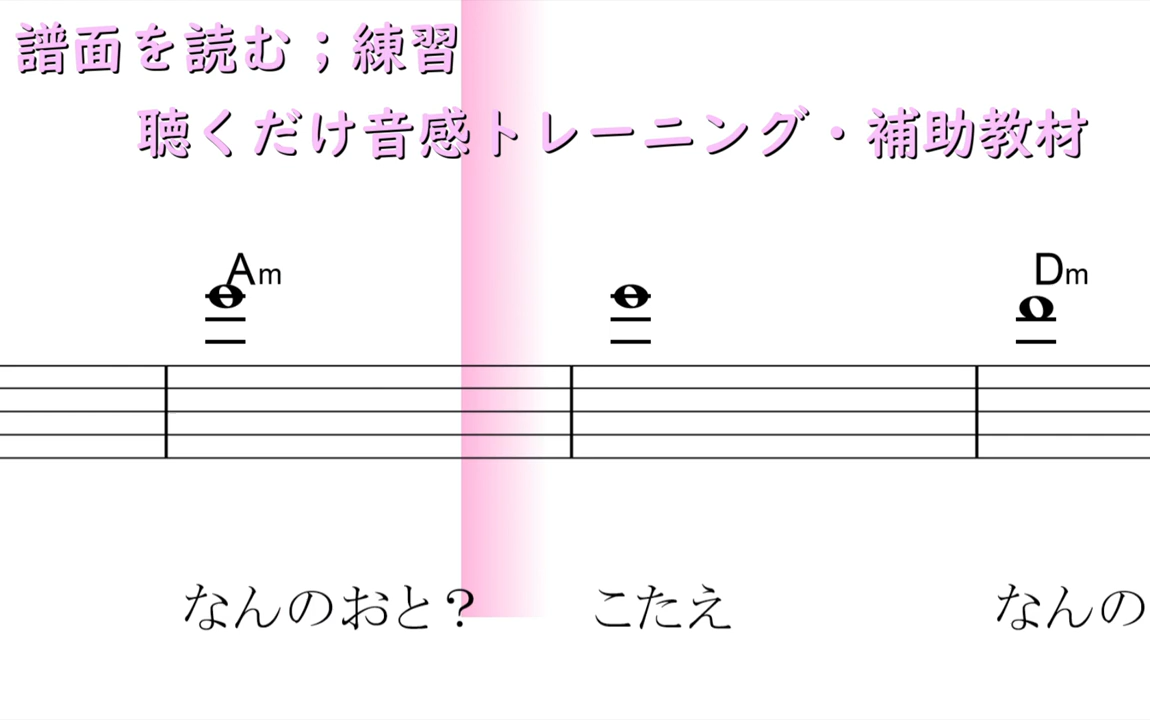 譜面を読む；練習
聴くだけ音感トレーニング・補助教材
Am
Dm
なんのおと？
こたえ
なんの